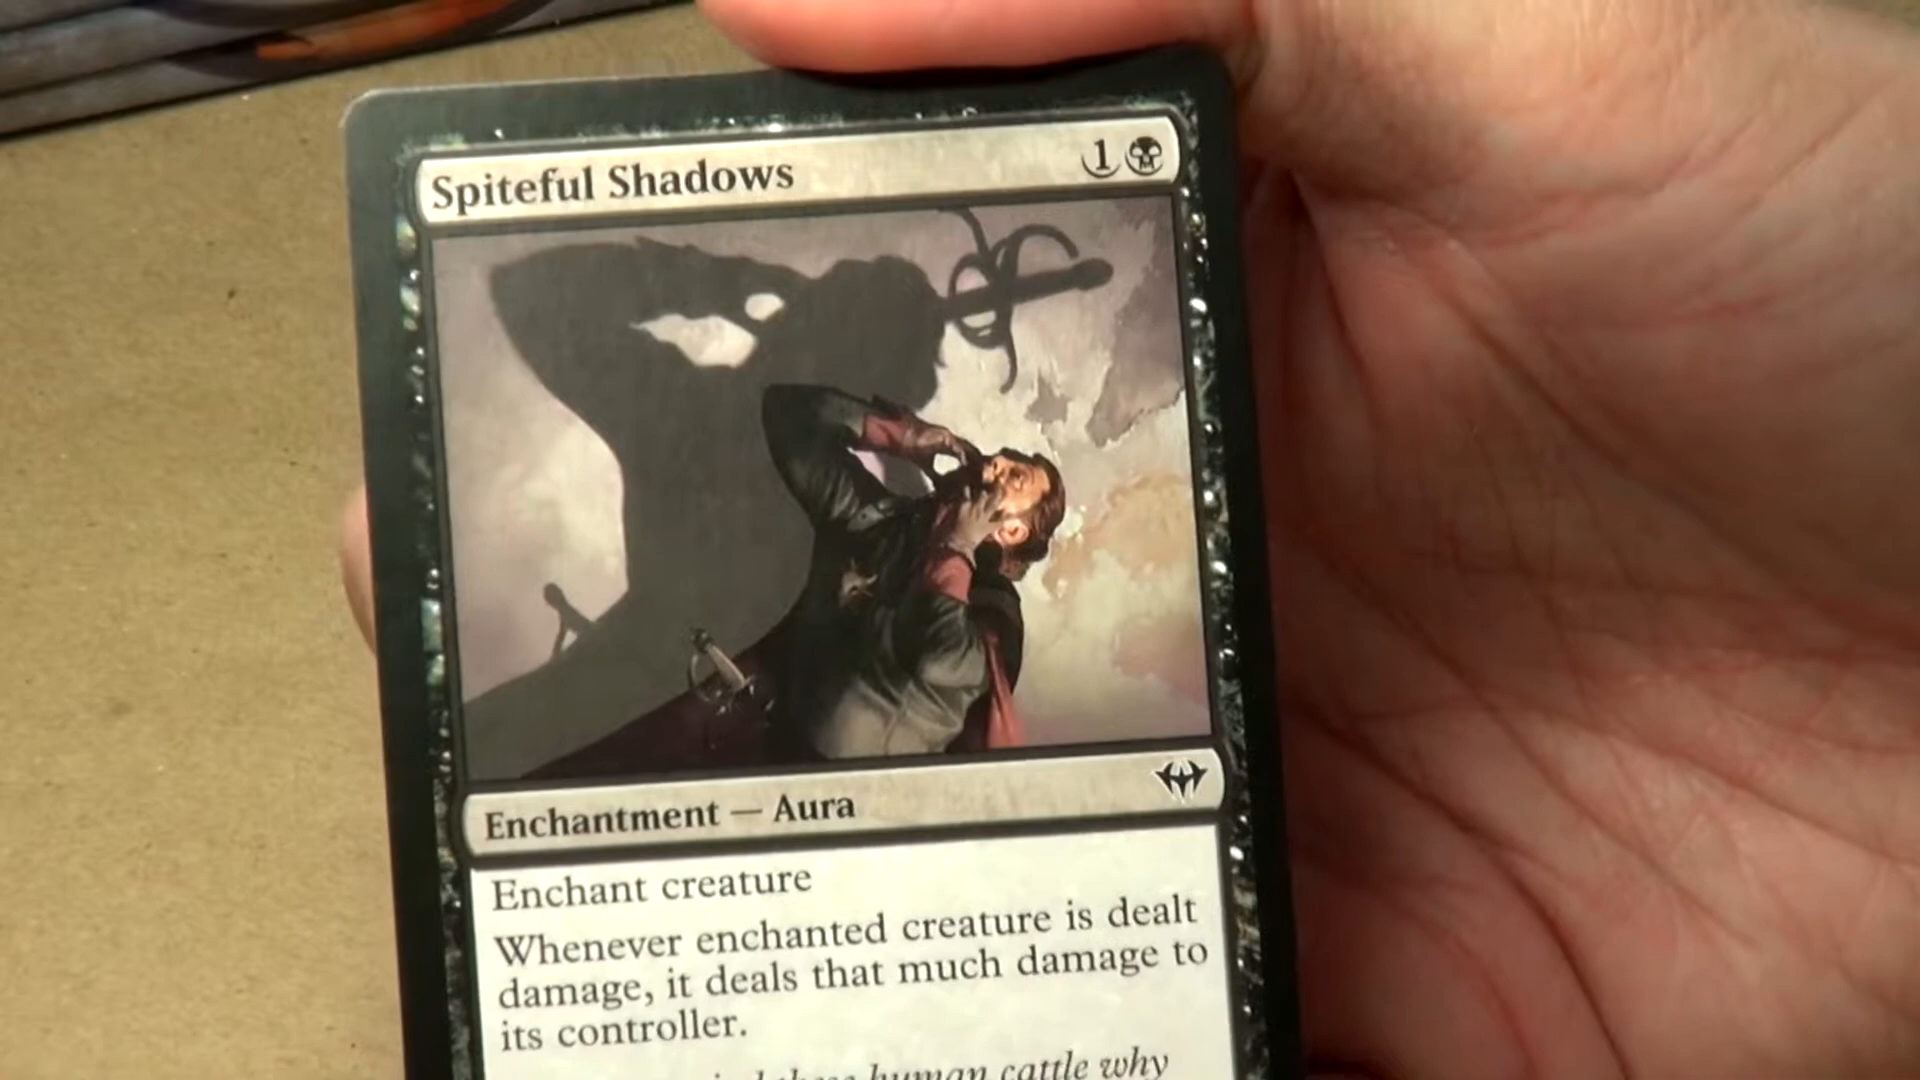 Spiteful Shadows 1
Enchantment — Aura
Enchant creature
Whenever enchanted creature is dealt
damage, it deals that much damage to
its controller.
these human cattle why